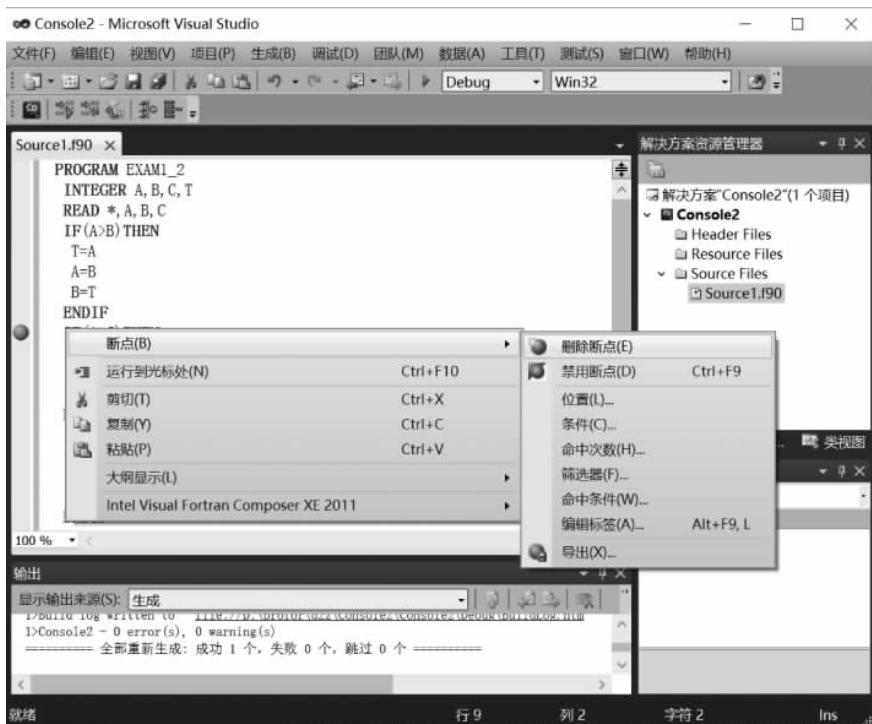 Console2 - Microsoft Visual Studio
文件(F) 编辑(E) 视图(V) 项目(P) 生成(B) 调试(D) 团队(M) 数据(A) 工具(T) 测试(S) 窗口(W) 帮助(H)
Debug Win32
Source1.f90
PROGRAM EXAM1_2
INTEGER A, B, C, T
READ *, A, B, C
IF(A>B)THEN
T=A
A=B
B=T
ENDIF
断点(B)
运行到光标处(N) Ctrl+F10
剪切(T) Ctrl+X
复制(Y) Ctrl+C
粘贴(P) Ctrl+V
大纲显示(L)
Intel Visual Fortran Composer XE 2011
删除断点(E)
禁用断点(D) Ctrl+F9
位置(L)...
条件(C)...
命中次数(H)...
筛选器(F)...
命中条件(W)...
编辑标签(A)... Alt+F9, L
导出(X)...
100 %
解决方案资源管理器
解决方案"Console2"(1 个项目)
Console2
Header Files
Resource Files
Source Files
Source1.f90
类视图
输出
显示输出来源(S): 生成
1>Build log written to
1>Console2 - 0 error(s), 0 warning(s)
========== 全部重新生成: 成功 1 个，失败 0 个，跳过 0 个 ==========
就绪 行 9 列 2 字符 2 Ins